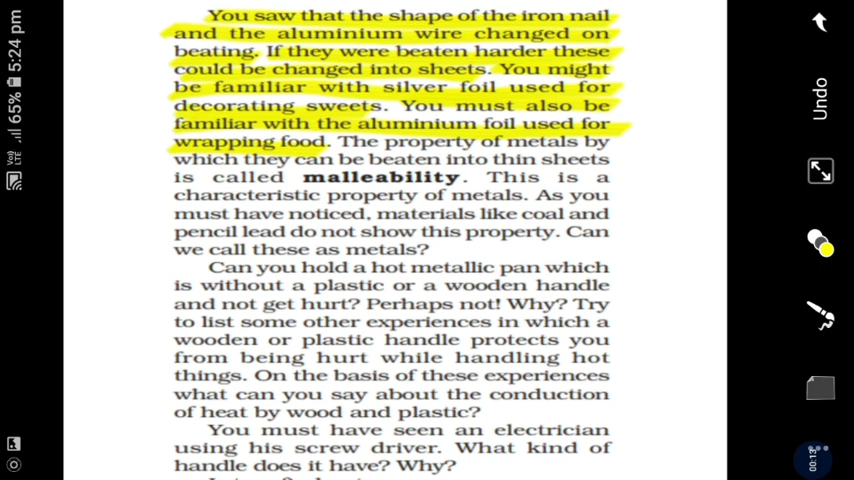 You saw that the shape of the iron nail
and the aluminium wire changed on
beating. If they were beaten harder these
could be changed into sheets. You might
be familiar with silver foil used for
decorating sweets. You must also be
familiar with the aluminium foil used for
wrapping food. The property of metals by
which they can be beaten into thin sheets
is called malleability. This is a
characteristic property of metals. As you
must have noticed, materials like coal and
pencil lead do not show this property. Can
we call these as metals?
Can you hold a hot metallic pan which
is without a plastic or a wooden handle
and not get hurt? Perhaps not! Why? Try
to list some other experiences in which a
wooden or plastic handle protects you
from being hurt while handling hot
things. On the basis of these experiences
what can you say about the conduction
of heat by wood and plastic?
You must have seen an electrician
using his screw driver. What kind of
handle does it have? Why?
65% 5:24 pm
Undo
00:13